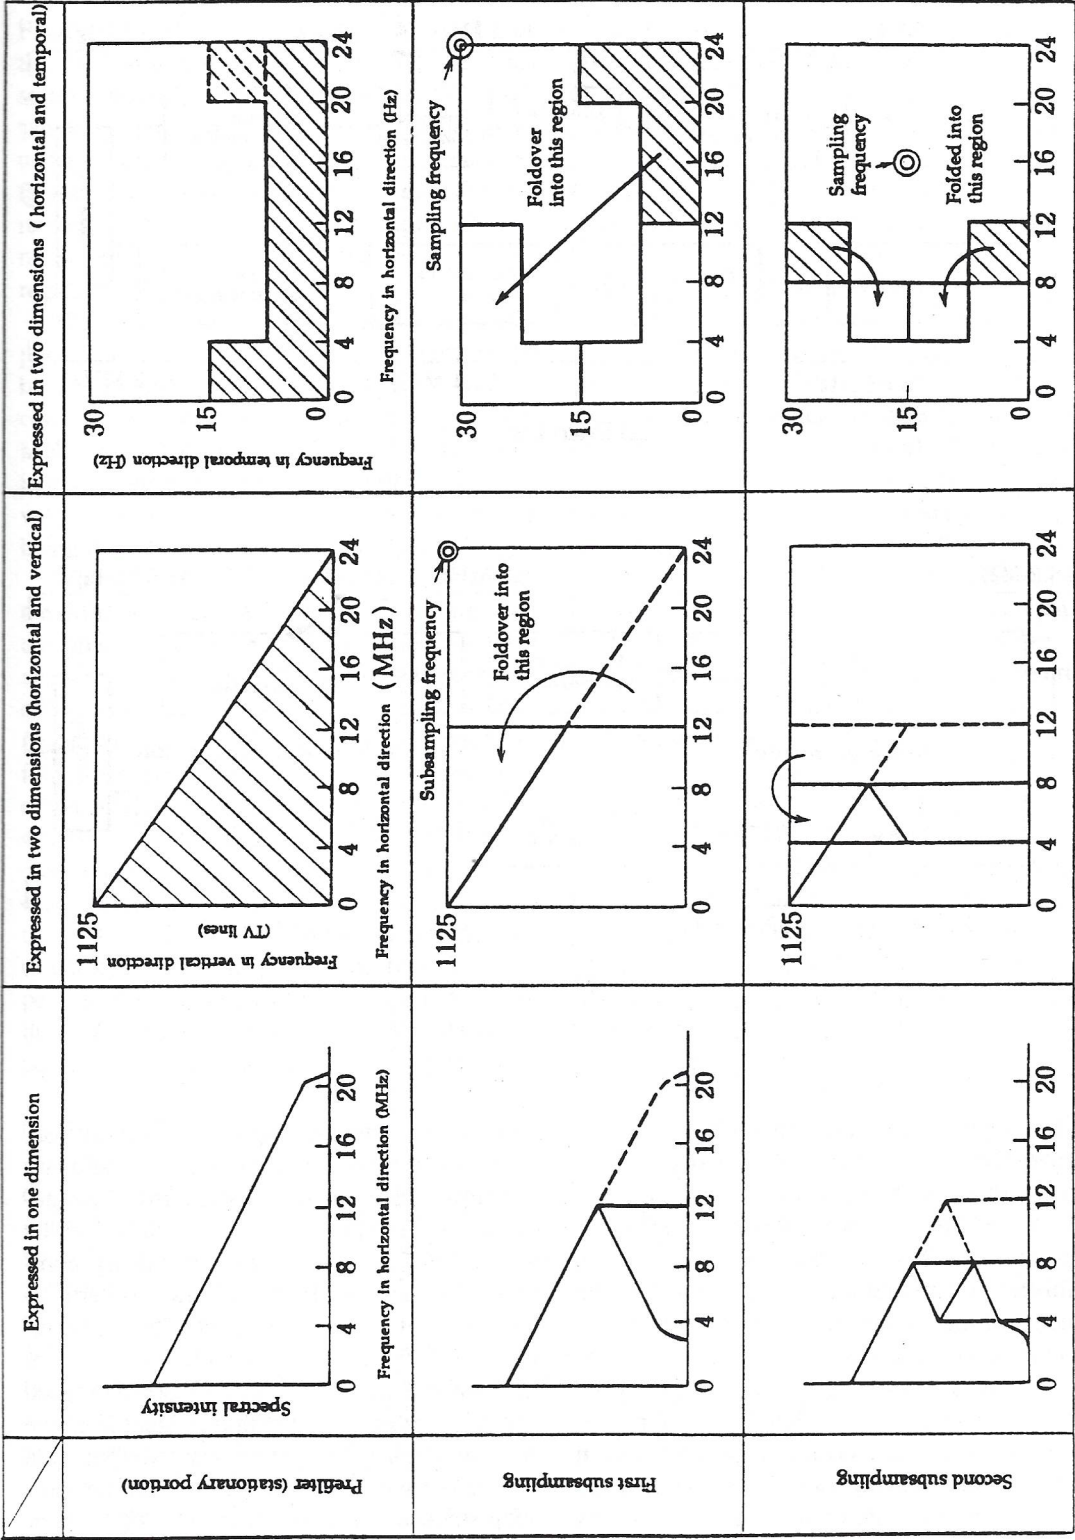 Expressed in one dimension
Expressed in two dimensions (horizontal and vertical)
Expressed in two dimensions ( horizontal and temporal)
Prefilter (stationary portion)
Spectral intensity
0 4 8 12 16 20
Frequency in horizontal direction (MHz)
1125
Frequency in vertical direction
(TV lines)
0 4 8 12 16 20 24
Frequency in horizontal direction (MHz)
30
15
0
Frequency in temporal direction (Hz)
0 4 8 12 16 20 24
Frequency in horizontal direction (Hz)
First subsampling
0 4 8 12 16 20
Subsampling frequency
1125
Foldover into
this region
0 4 8 12 16 20 24
Sampling frequency
30
15
0
Foldover
into this region
0 4 8 12 16 20 24
Second subsampling
0 4 8 12 16 20
1125
0 4 8 12 16 20 24
30
15
0
Sampling
frequency
Folded into
this region
0 4 8 12 16 20 24